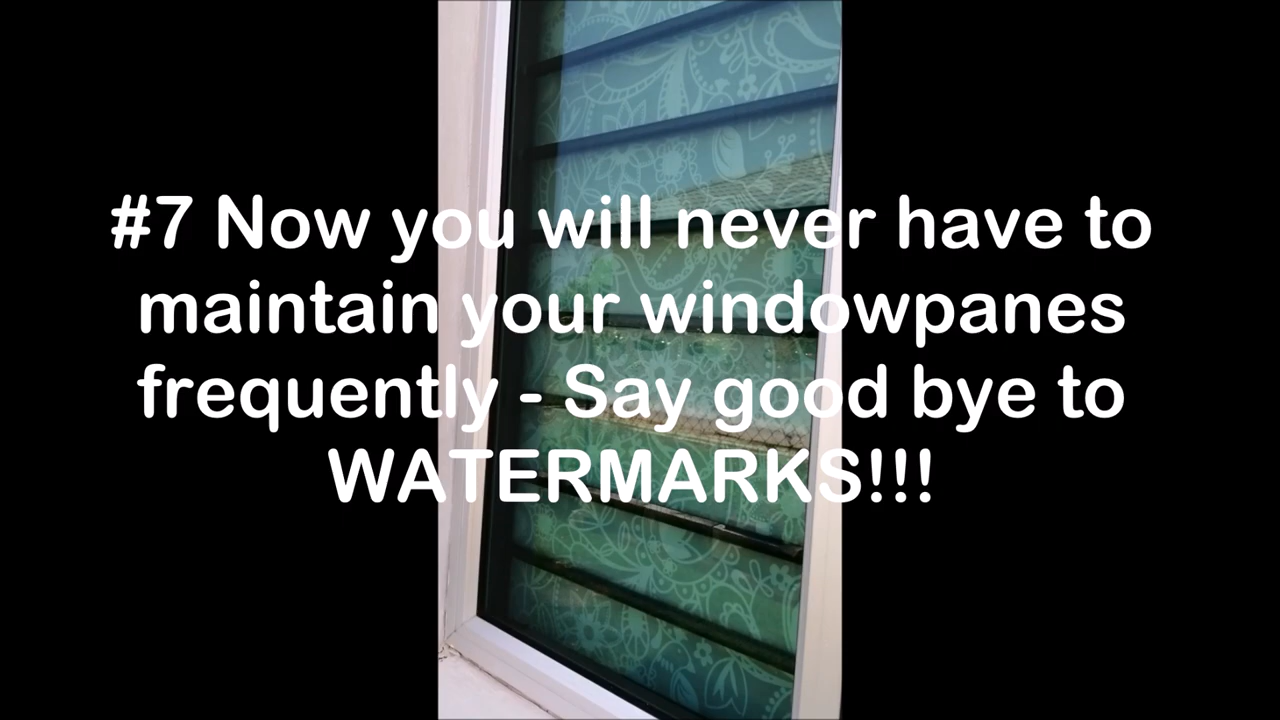 #7 Now you will never have to
maintain your windowpanes
frequently - Say good bye to
WATERMARKS!!!